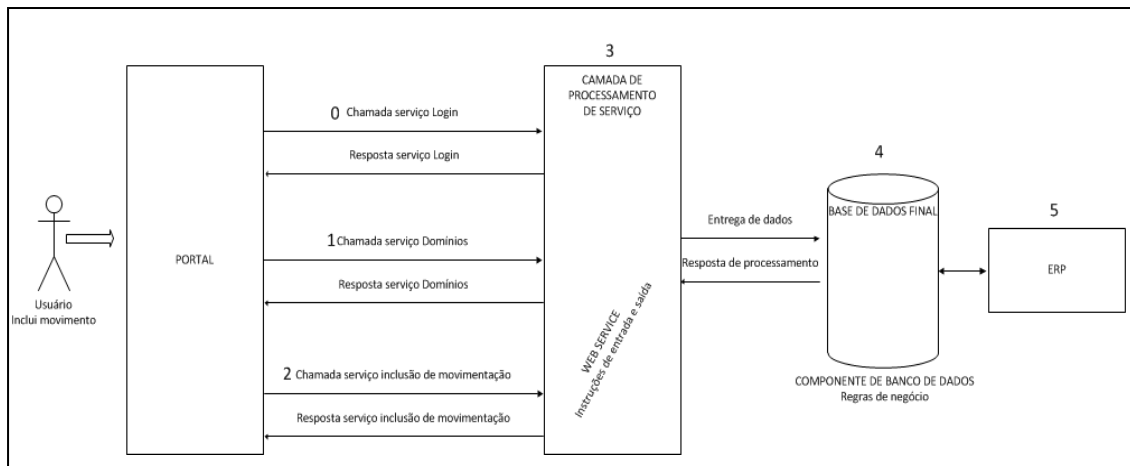 3
CAMADA DE
PROCESSAMENTO
DE SERVIÇO
0 Chamada serviço Login
Resposta serviço Login
4
BASE DE DADOS FINAL
5
Entrega de dados
1 Chamada serviço Domínios
PORTAL
Resposta de processamento
ERP
Resposta serviço Domínios
Usuário
Inclui movimento
WEB SERVICE
Instruções de entrada e saída
2 Chamada serviço inclusão de movimentação
COMPONENTE DE BANCO DE DADOS
Regras de negócio
Resposta serviço inclusão de movimentação